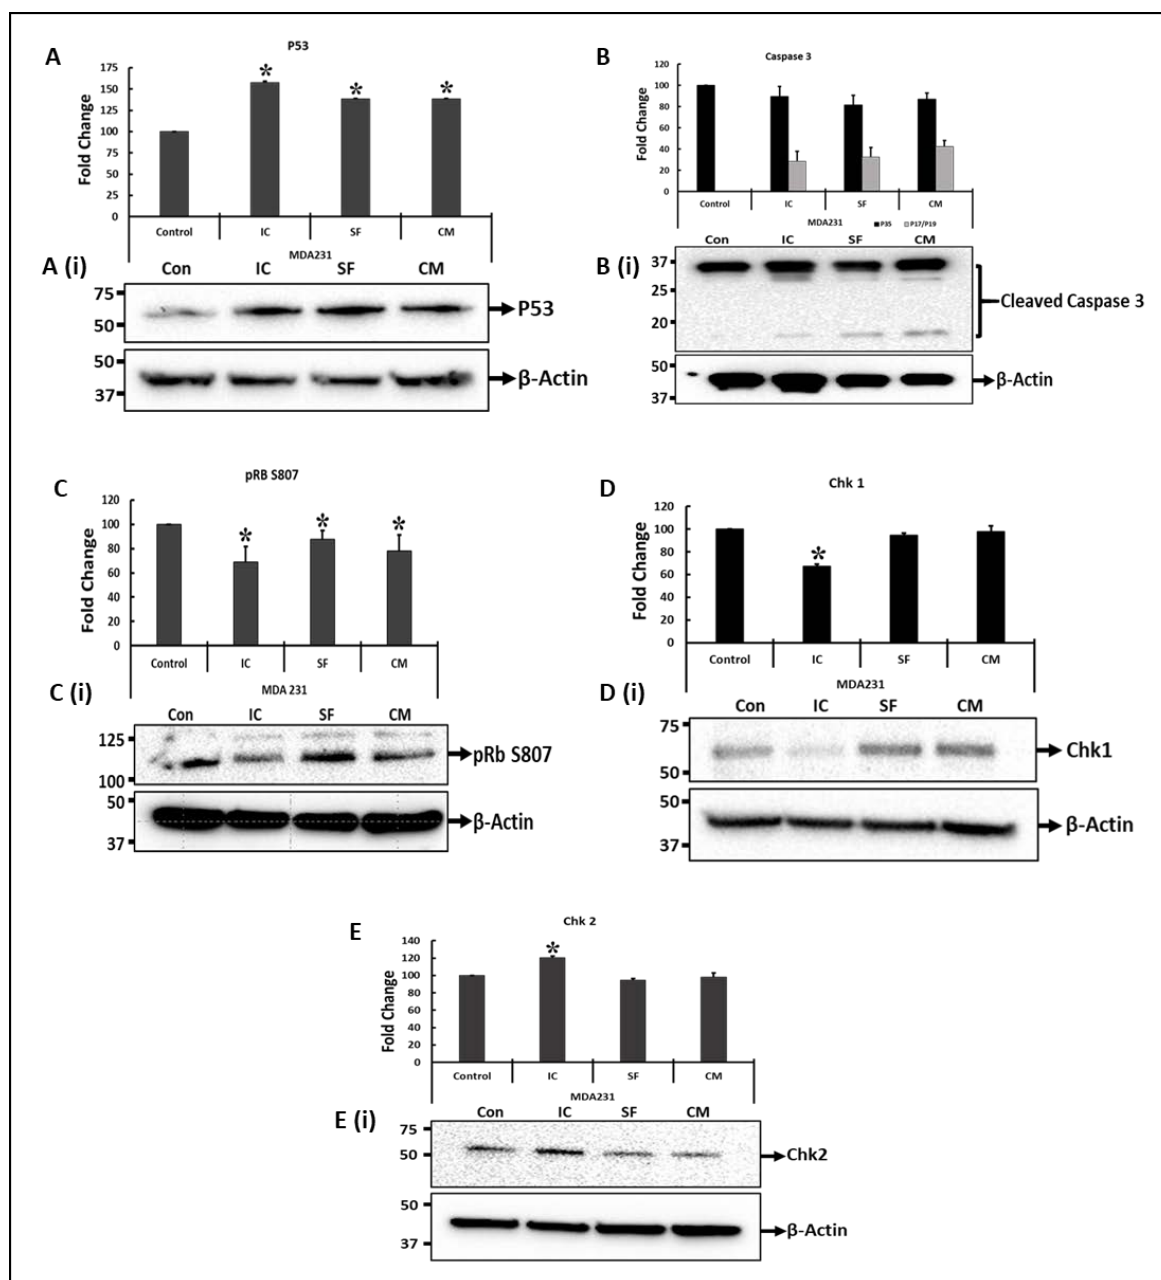 A
P53
Fold Change
175
150
125
100
75
50
25
0
* * *
Control IC SF CM
MDA231
A (i)
Con IC SF CM
75
50
P53
50
37
β-Actin
B
Caspase 3
Fold Change
120
100
80
60
40
20
0
Control IC SF CM
MDA231 P35 P17/P19
B (i)
Con IC SF CM
37
25
20
Cleaved Caspase 3
50
37
β-Actin
C
pRB S807
Fold Change
120
100
80
60
40
20
0
* * *
Control IC SF CM
MDA 231
C (i)
Con IC SF CM
125
100
pRb S807
50
37
β-Actin
D
Chk 1
Fold Change
120
100
80
60
40
20
0
*
Control IC SF CM
MDA231
D (i)
Con IC SF CM
75
50
Chk1
50
37
β-Actin
E
Chk 2
Fold Change
140
120
100
80
60
40
20
0
*
Control IC SF CM
MDA231
E (i)
Con IC SF CM
75
50
Chk2
50
37
β-Actin